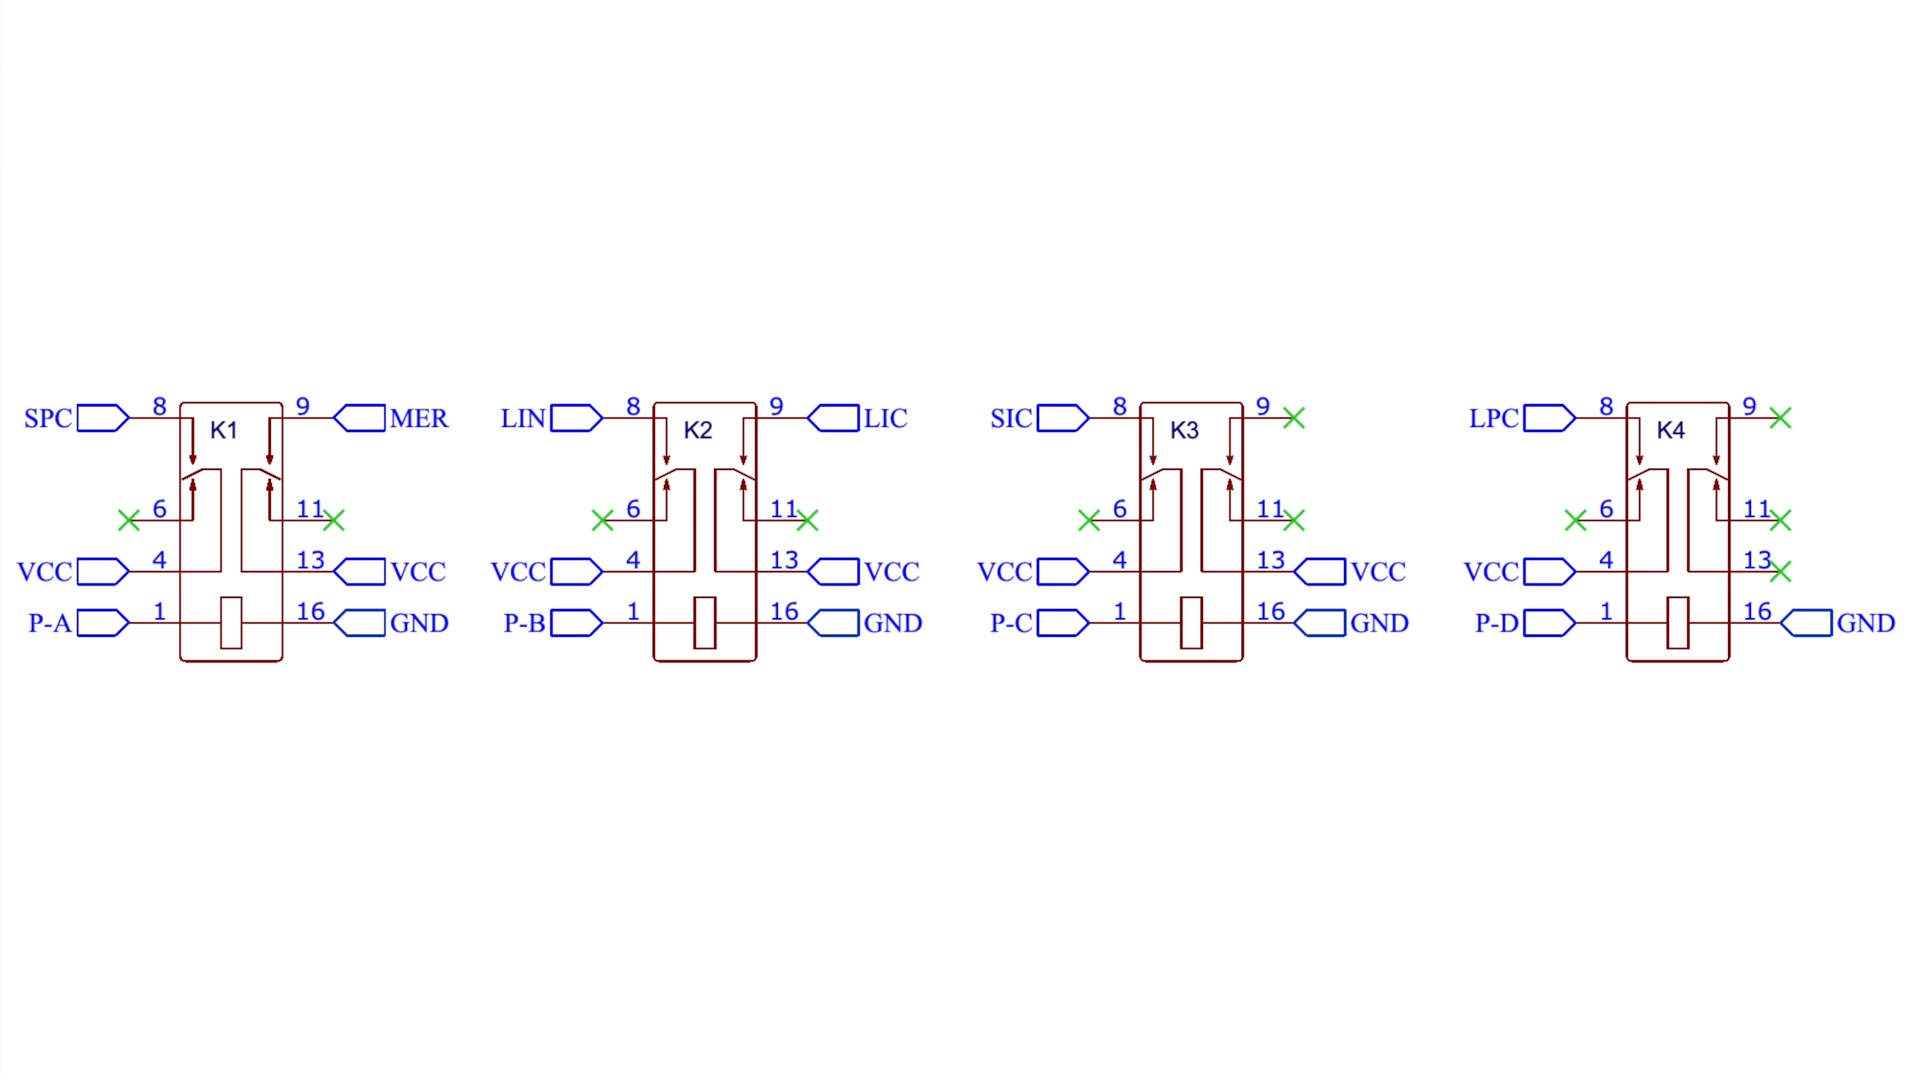 SPC 8 K1 9 MER
6 11
VCC 4 13 VCC
P-A 1 16 GND
LIN 8 K2 9 LIC
6 11
VCC 4 13 VCC
P-B 1 16 GND
SIC 8 K3 9
6 11
VCC 4 13 VCC
P-C 1 16 GND
LPC 8 K4 9
6 11
VCC 4 13
P-D 1 16 GND